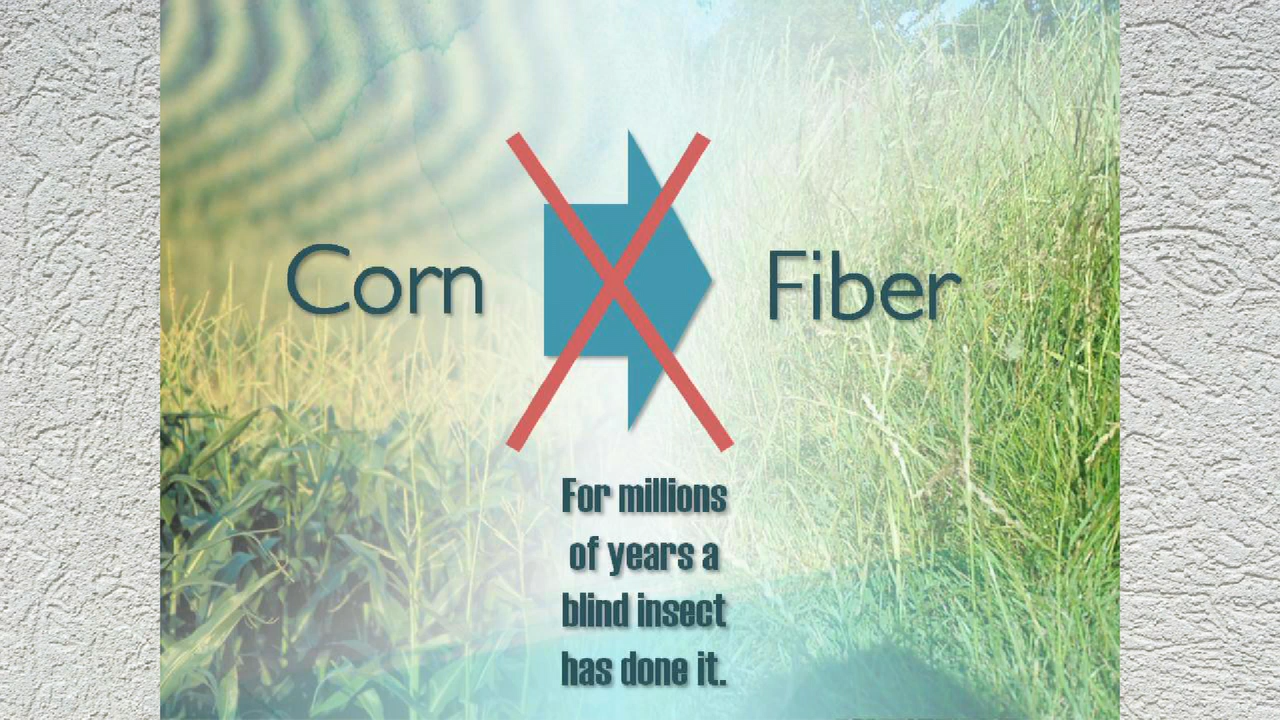 Corn
Fiber
For millions
of years a
blind insect
has done it.